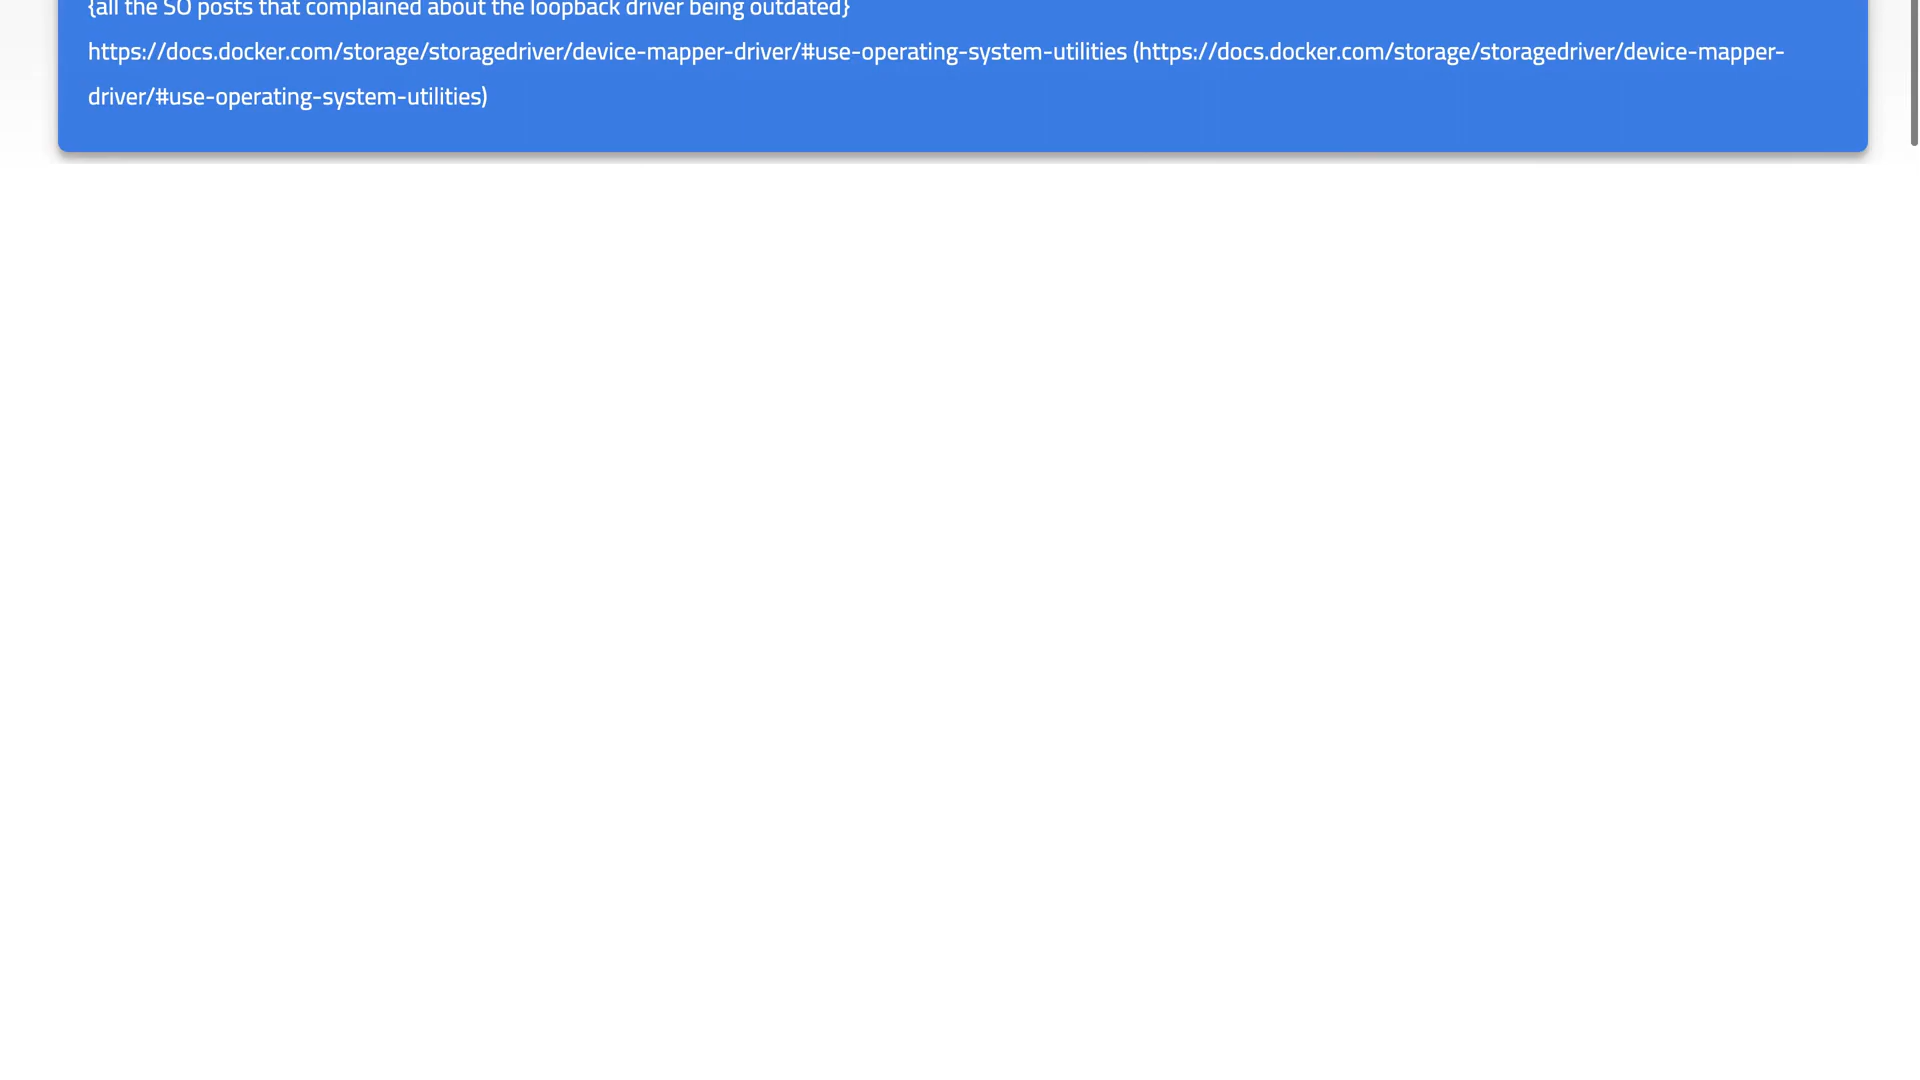 {all the SO posts that complained about the loopback driver being outdated}
https://docs.docker.com/storage/storagedriver/device-mapper-driver/#use-operating-system-utilities (https://docs.docker.com/storage/storagedriver/device-mapper-
driver/#use-operating-system-utilities)